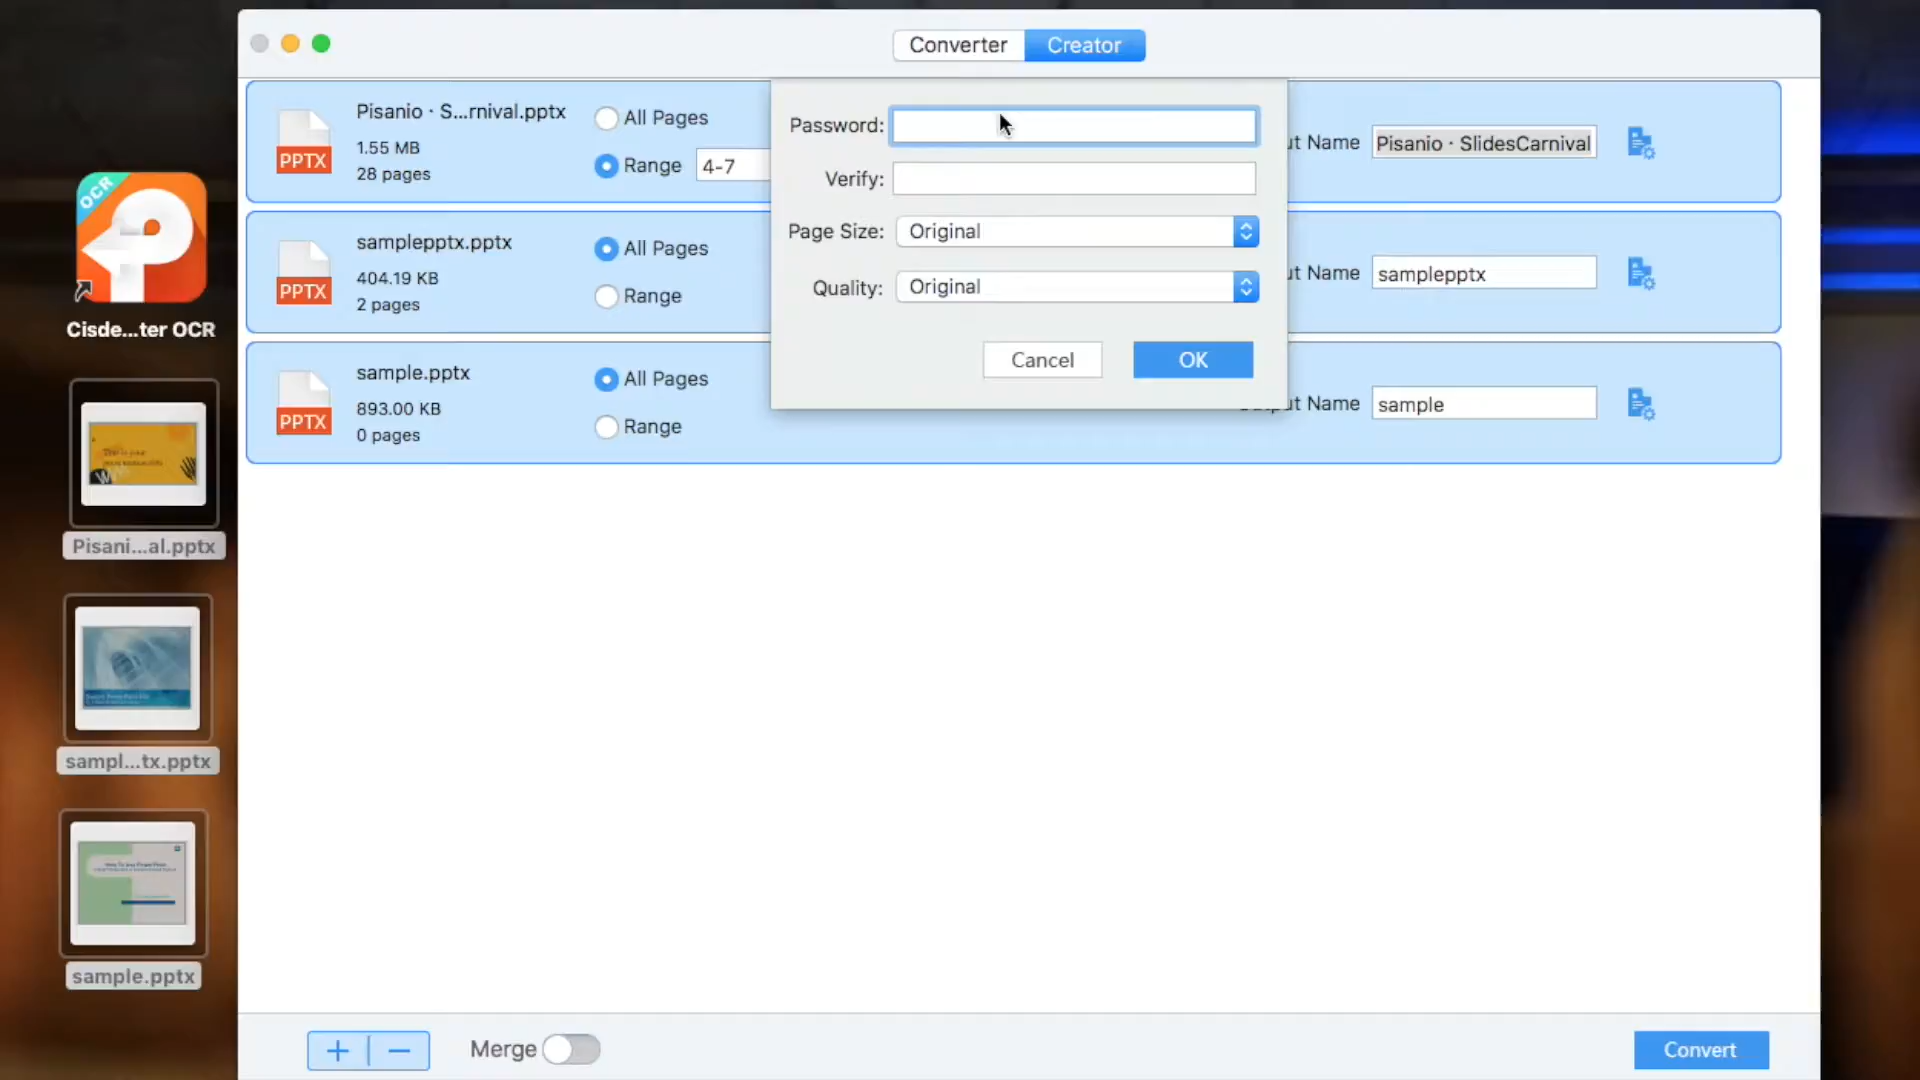 Converter
Creator
Pisanio · S...rnival.pptx
1.55 MB
28 pages
PPTX
All Pages
Range
4-7
Password:
Verify:
Page Size:
Original
Quality:
Original
Cancel
OK
ut Name
Pisanio · SlidesCarnival
samplepptx.pptx
404.19 KB
2 pages
PPTX
All Pages
Range
ut Name
samplepptx
sample.pptx
893.00 KB
0 pages
PPTX
All Pages
Range
ut Name
sample
OCR
Cisde...ter OCR
Pisani...al.pptx
sampl...tx.pptx
sample.pptx
+
−
Merge
Convert